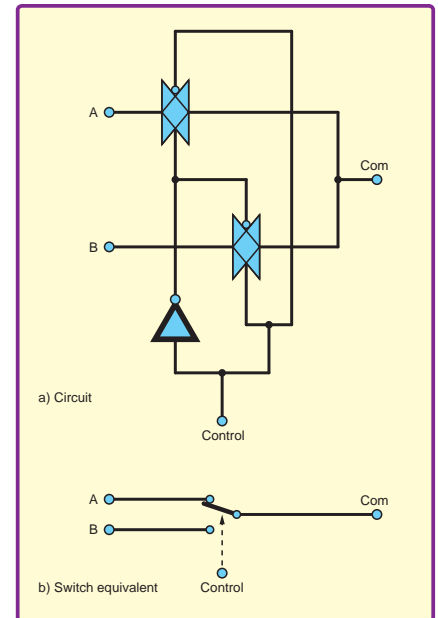 A
Com
B
a) Circuit
Control
A
Com
B
b) Switch equivalent
Control